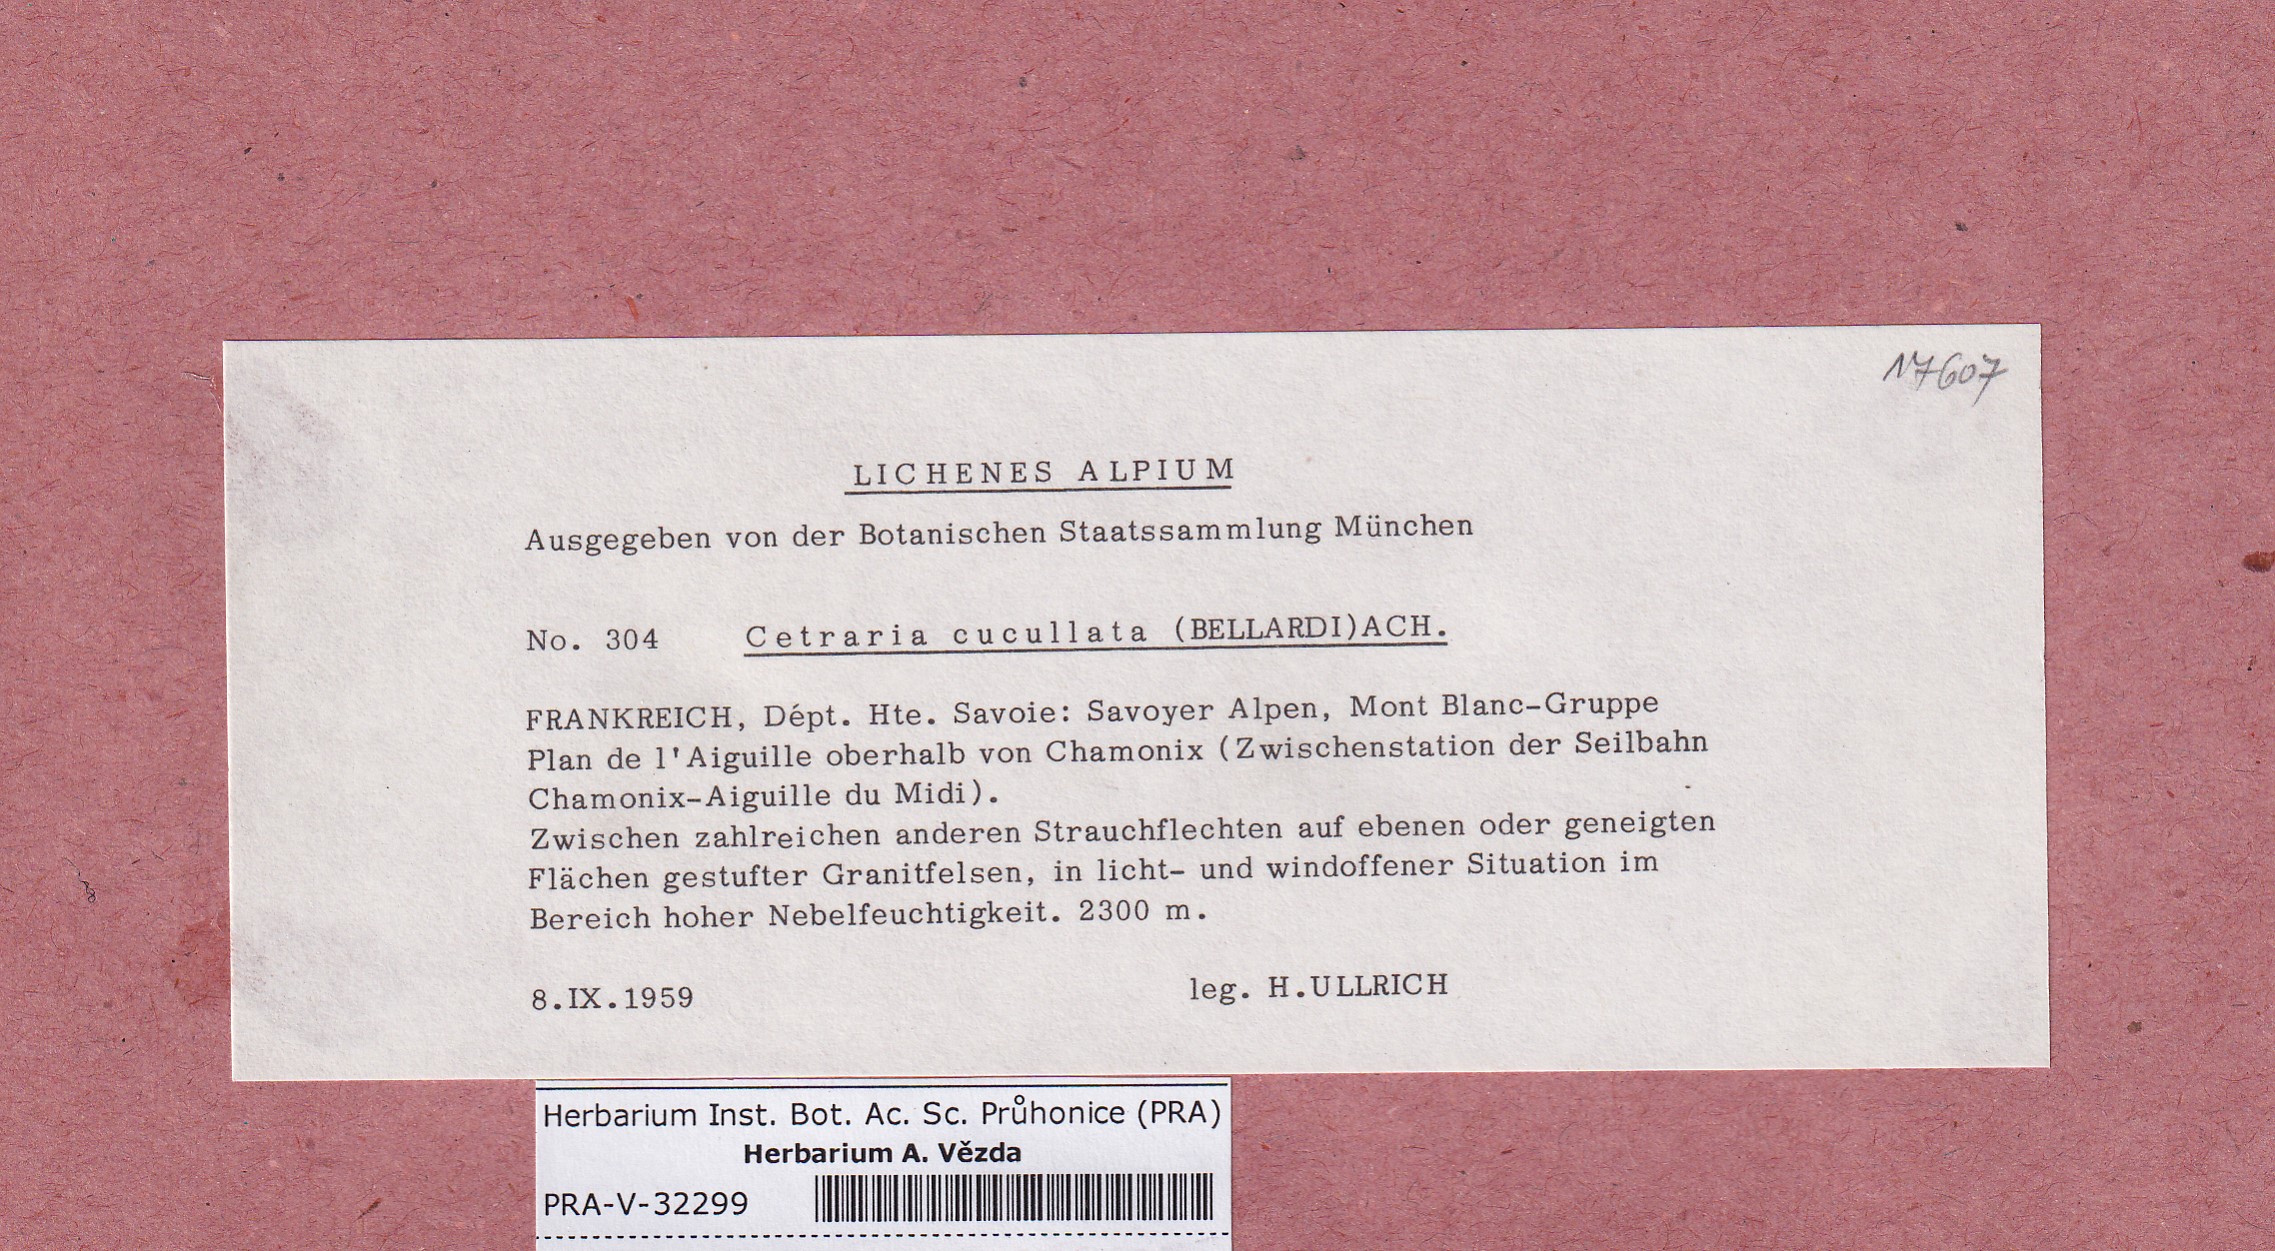 17607
LICHENES ALPIUM
Ausgegeben von der Botanischen Staatssammlung München
No. 304 Cetraria cucullata (BELLARDI)ACH.
FRANKREICH, Dépt. Hte. Savoie: Savoyer Alpen, Mont Blanc-Gruppe
Plan de l'Aiguille oberhalb von Chamonix (Zwischenstation der Seilbahn
Chamonix-Aiguille du Midi).
Zwischen zahlreichen anderen Strauchflechten auf ebenen oder geneigten
Flächen gestufter Granitfelsen, in licht- und windoffener Situation im
Bereich hoher Nebelfeuchtigkeit. 2300 m.
8.IX.1959 leg. H.ULLRICH
Herbarium Inst. Bot. Ac. Sc. Průhonice (PRA)
Herbarium A. Vězda
PRA-V-32299